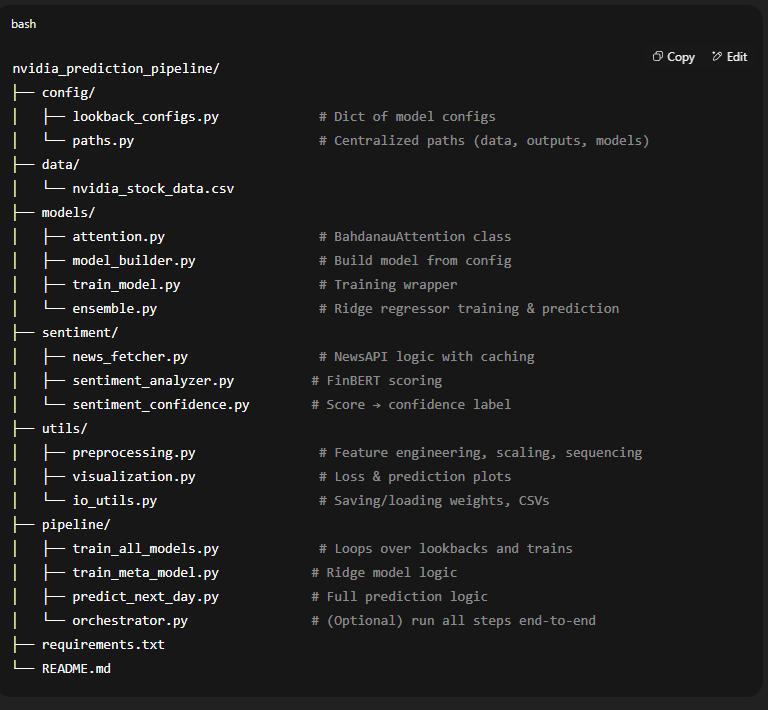 bash
Copy Edit
nvidia_prediction_pipeline/
├── config/
│   ├── lookback_configs.py             # Dict of model configs
│   └── paths.py                        # Centralized paths (data, outputs, models)
├── data/
│   └── nvidia_stock_data.csv
├── models/
│   ├── attention.py                    # BahdanauAttention class
│   ├── model_builder.py                # Build model from config
│   ├── train_model.py                  # Training wrapper
│   └── ensemble.py                     # Ridge regressor training & prediction
├── sentiment/
│   ├── news_fetcher.py                 # NewsAPI logic with caching
│   ├── sentiment_analyzer.py          # FinBERT scoring
│   └── sentiment_confidence.py        # Score → confidence label
├── utils/
│   ├── preprocessing.py                # Feature engineering, scaling, sequencing
│   ├── visualization.py                # Loss & prediction plots
│   └── io_utils.py                     # Saving/loading weights, CSVs
├── pipeline/
│   ├── train_all_models.py             # Loops over lookbacks and trains
│   ├── train_meta_model.py            # Ridge model logic
│   ├── predict_next_day.py            # Full prediction logic
│   └── orchestrator.py                # (Optional) run all steps end-to-end
├── requirements.txt
└── README.md